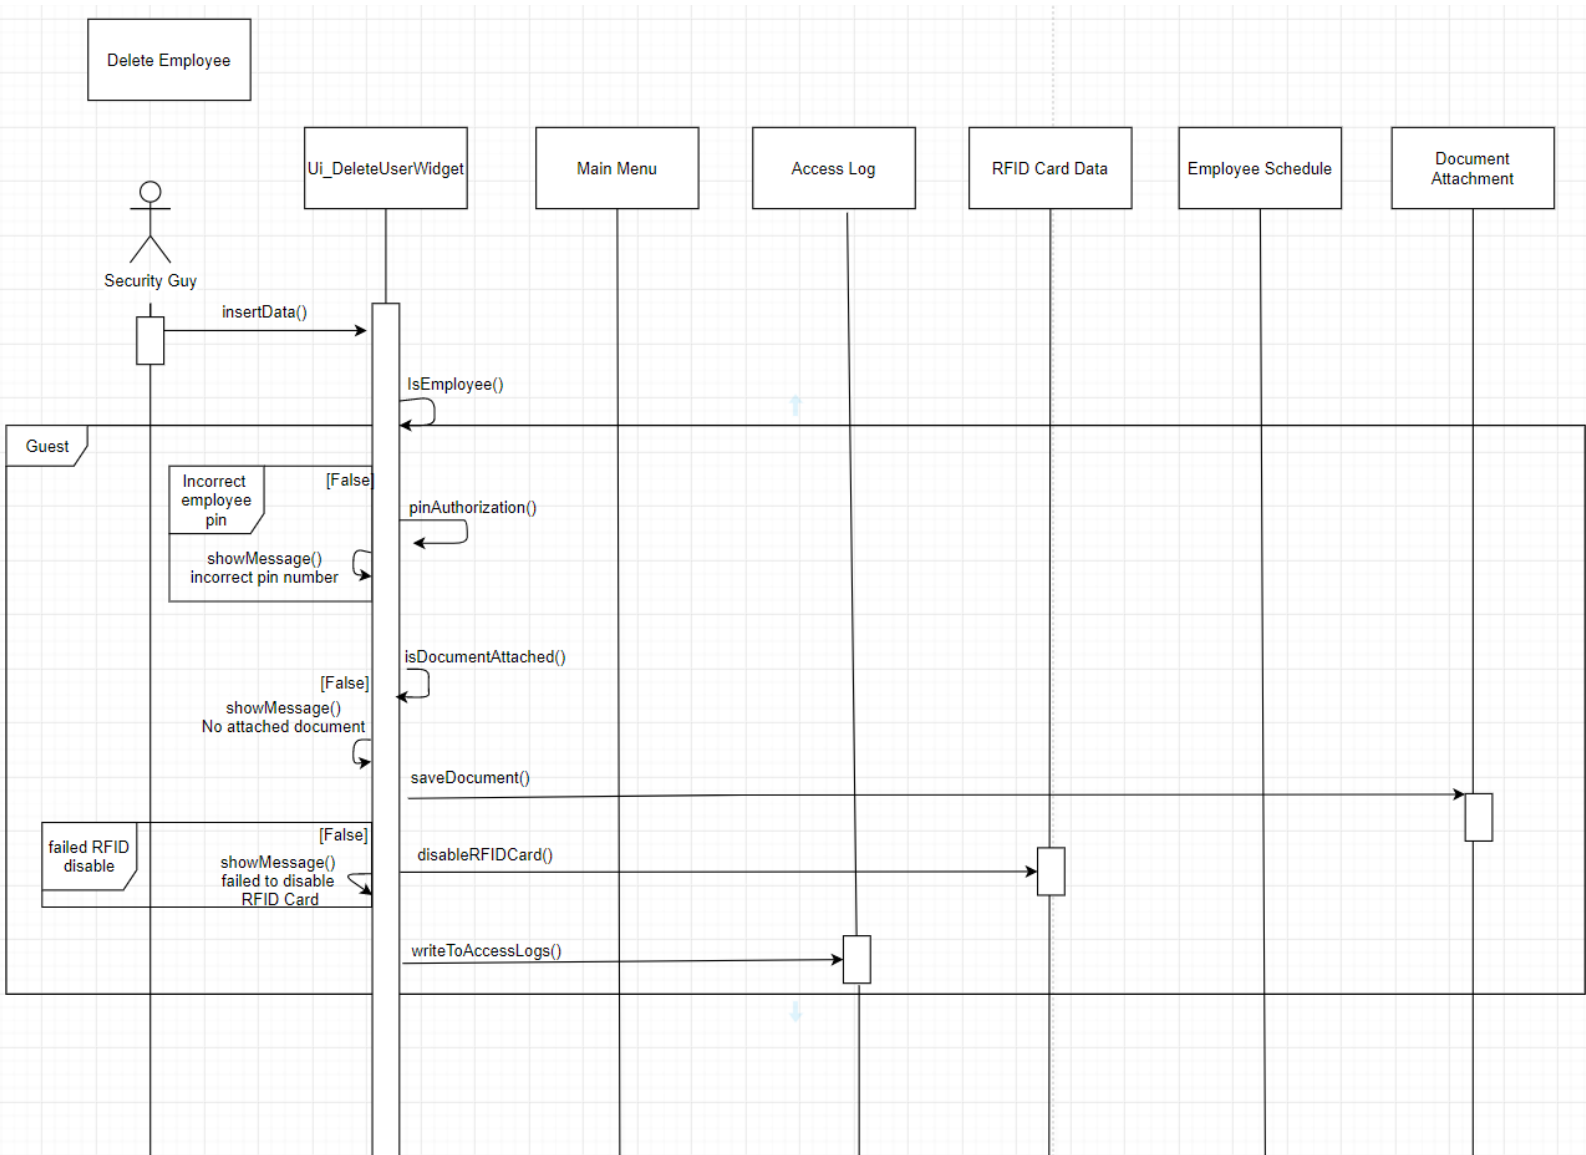 Delete Employee
Ui_DeleteUserWidget
Main Menu
Access Log
RFID Card Data
Employee Schedule
Document
Attachment
Security Guy
insertData()
IsEmployee()
Guest
Incorrect
employee
pin
[False]
pinAuthorization()
showMessage()
incorrect pin number
isDocumentAttached()
[False]
showMessage()
No attached document
saveDocument()
failed RFID
disable
[False]
showMessage()
failed to disable
RFID Card
disableRFIDCard()
writeToAccessLogs()